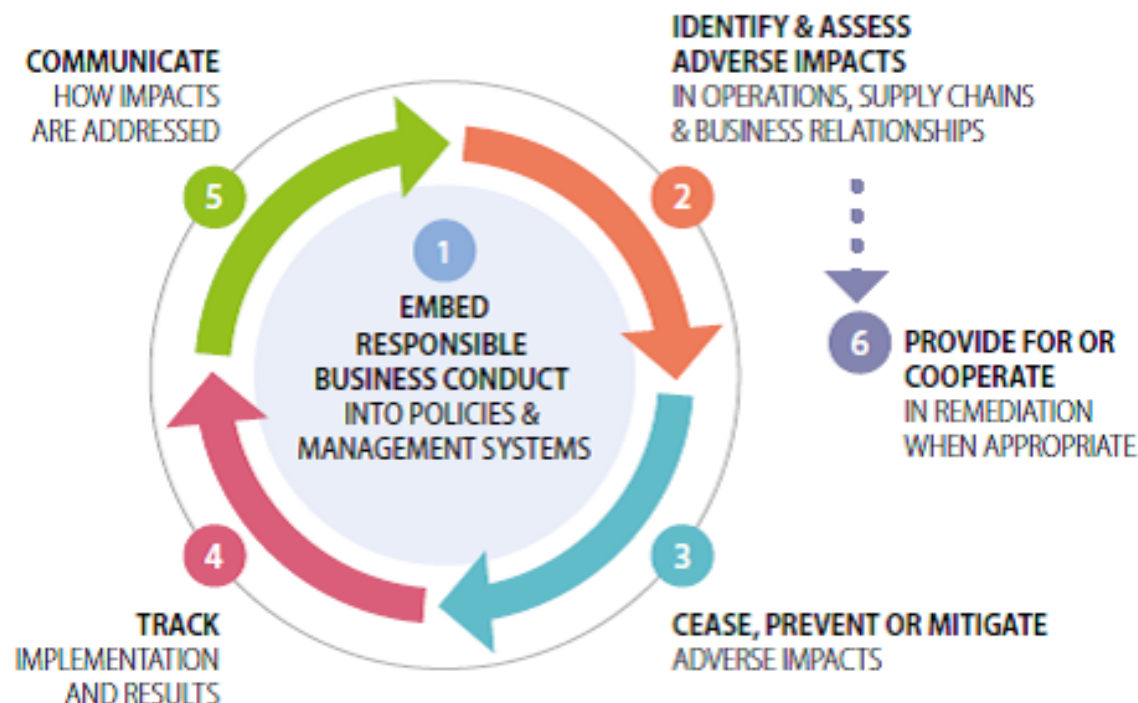 1
EMBED
RESPONSIBLE
BUSINESS CONDUCT
INTO POLICIES &
MANAGEMENT SYSTEMS
2
IDENTIFY & ASSESS
ADVERSE IMPACTS
IN OPERATIONS, SUPPLY CHAINS
& BUSINESS RELATIONSHIPS
3
CEASE, PREVENT OR MITIGATE
ADVERSE IMPACTS
4
TRACK
IMPLEMENTATION
AND RESULTS
5
COMMUNICATE
HOW IMPACTS
ARE ADDRESSED
6
PROVIDE FOR OR
COOPERATE
IN REMEDIATION
WHEN APPROPRIATE